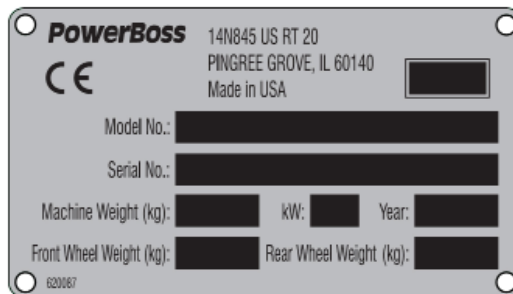 PowerBoss
14N845 US RT 20
PINGREE GROVE, IL 60140
CE
Made in USA
Model No.:
Serial No.:
Machine Weight (kg): kW: Year:
Front Wheel Weight (kg): Rear Wheel Weight (kg):
620087